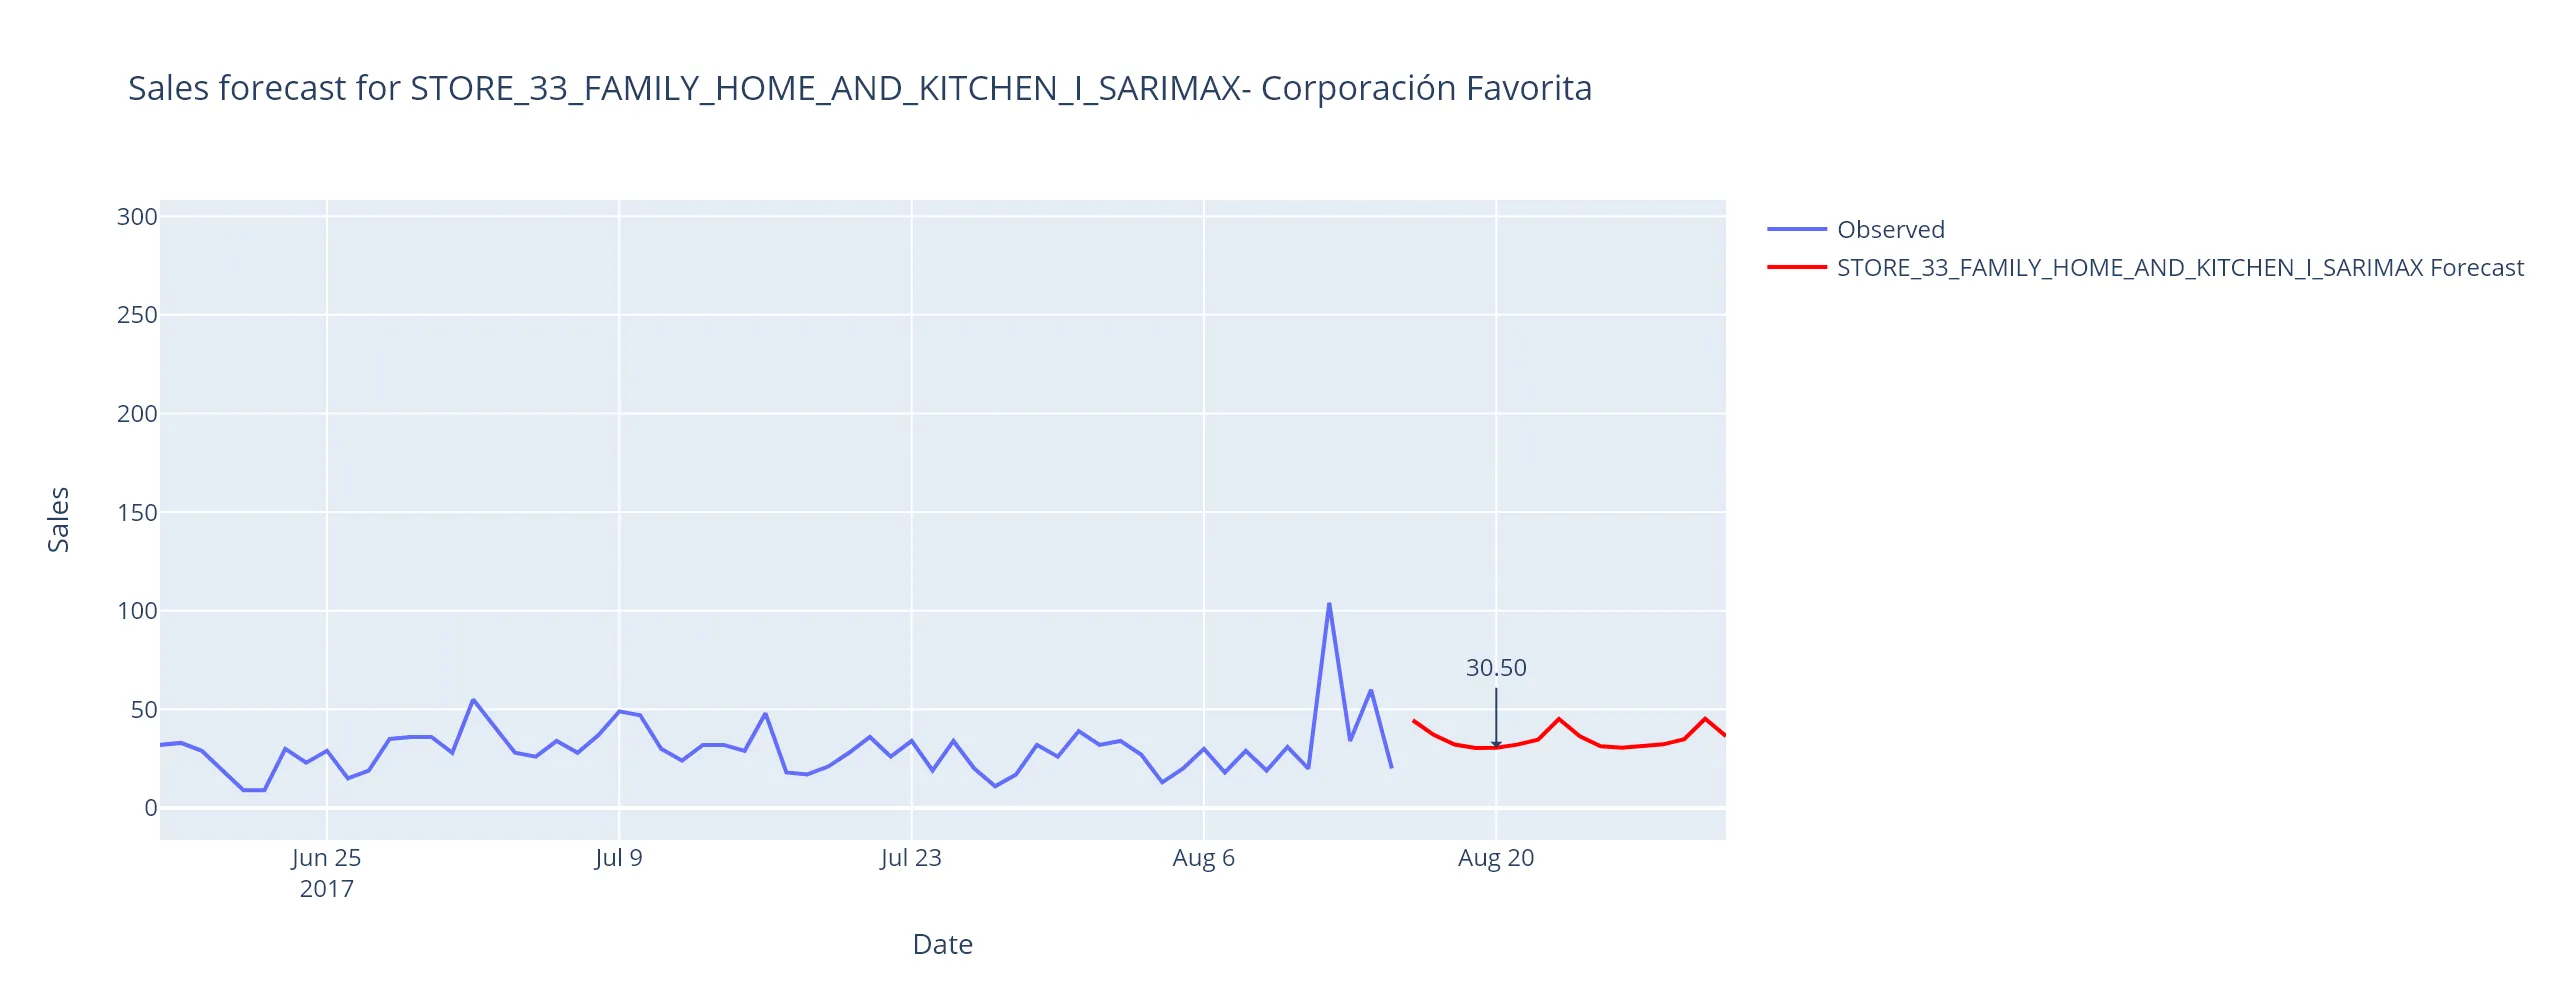 Sales forecast for STORE_33_FAMILY_HOME_AND_KITCHEN_I_SARIMAX- Corporación Favorita
Observed
STORE_33_FAMILY_HOME_AND_KITCHEN_I_SARIMAX Forecast
Sales
300
250
200
150
100
50
0
30.50
Jun 25
2017
Jul 9
Jul 23
Aug 6
Aug 20
Date